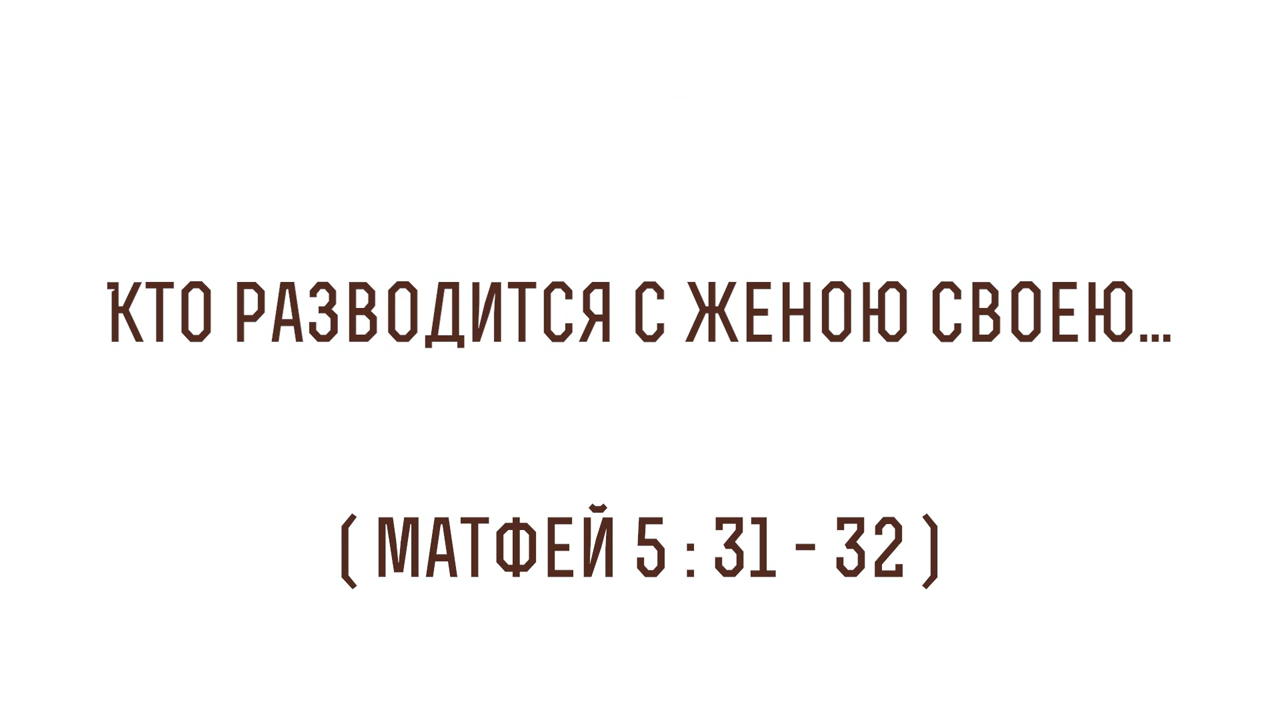 КТО РАЗВОДИТСЯ С ЖЕНОЮ СВОЕЮ...
( МАТФЕЙ 5 : 31 - 32 )